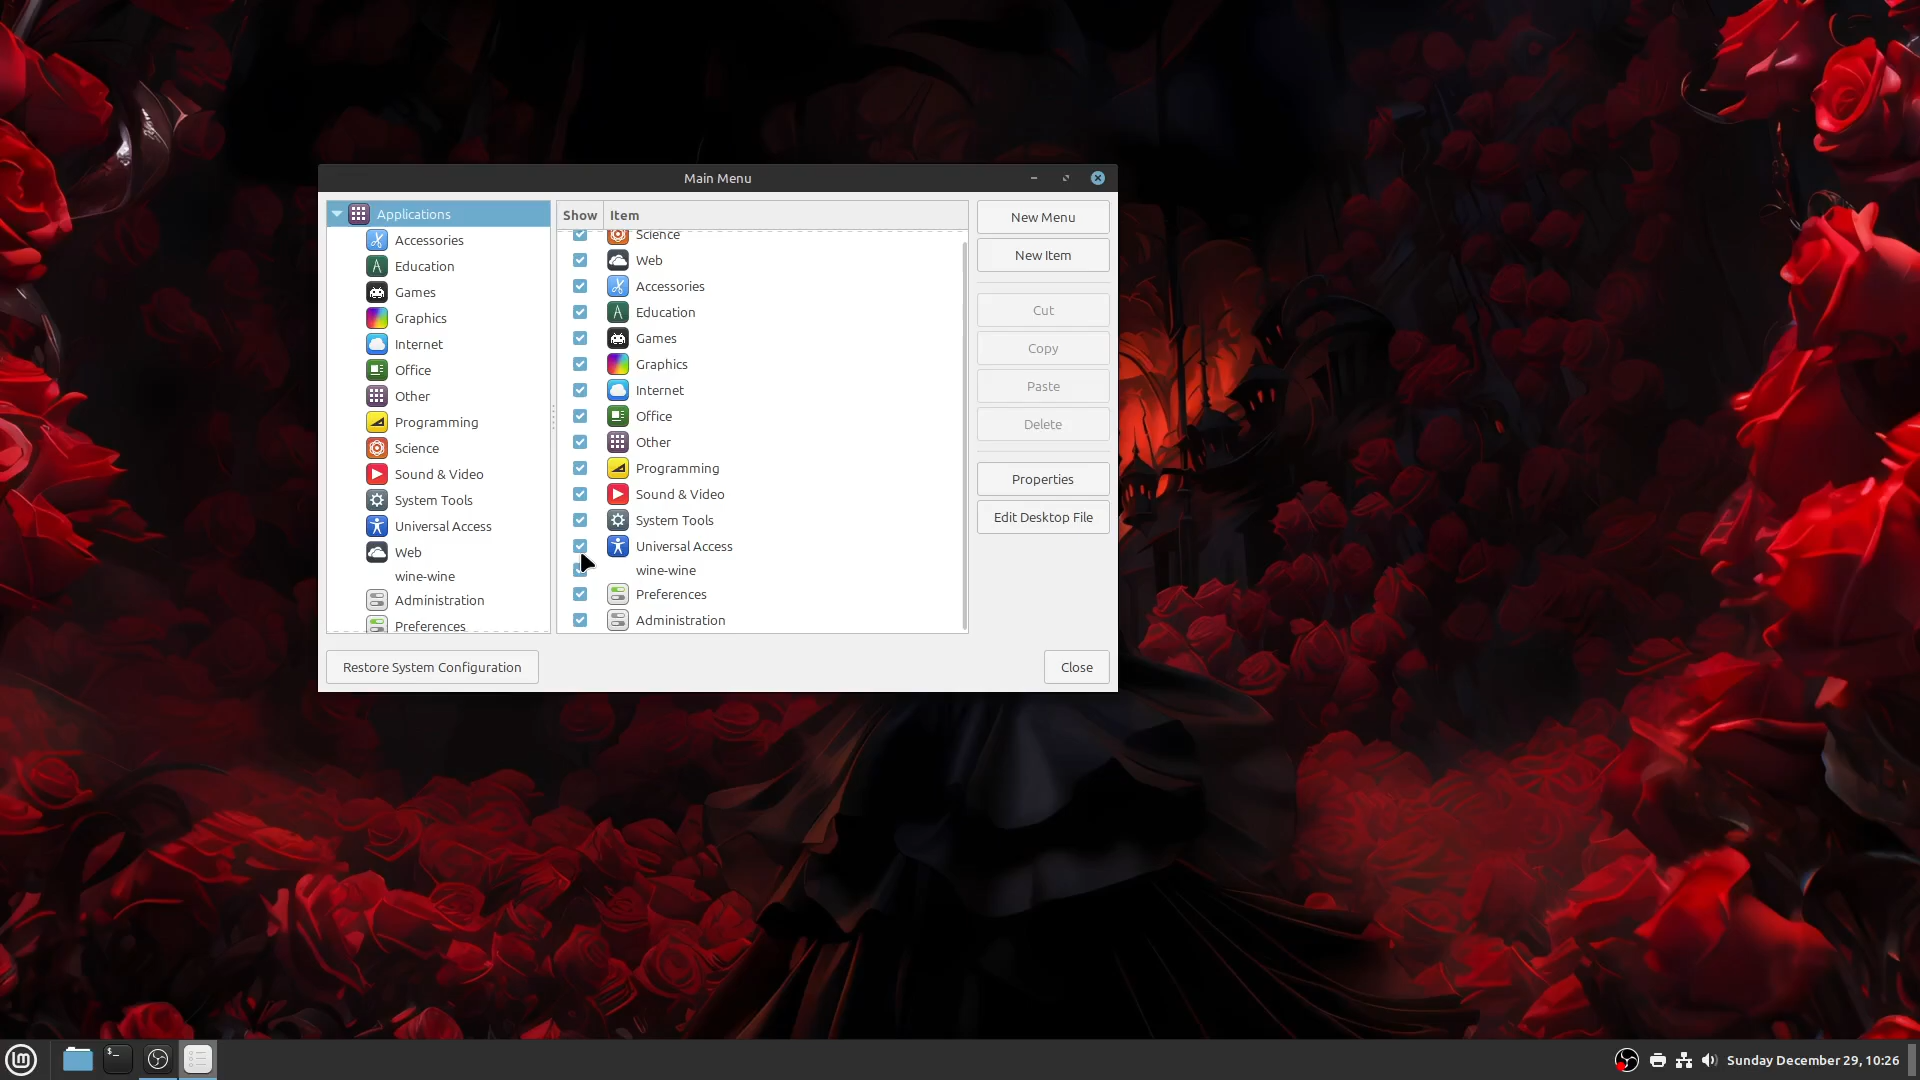 Main Menu
Applications
Accessories
Education
Games
Graphics
Internet
Office
Other
Programming
Science
Sound & Video
System Tools
Universal Access
Web
wine-wine
Administration
Preferences
Show Item
Science
Web
Accessories
Education
Games
Graphics
Internet
Office
Other
Programming
Sound & Video
System Tools
Universal Access
wine-wine
Preferences
Administration
New Menu
New Item
Cut
Copy
Paste
Delete
Properties
Edit Desktop File
Restore System Configuration
Close
$_
lm
Sunday December 29, 10:26